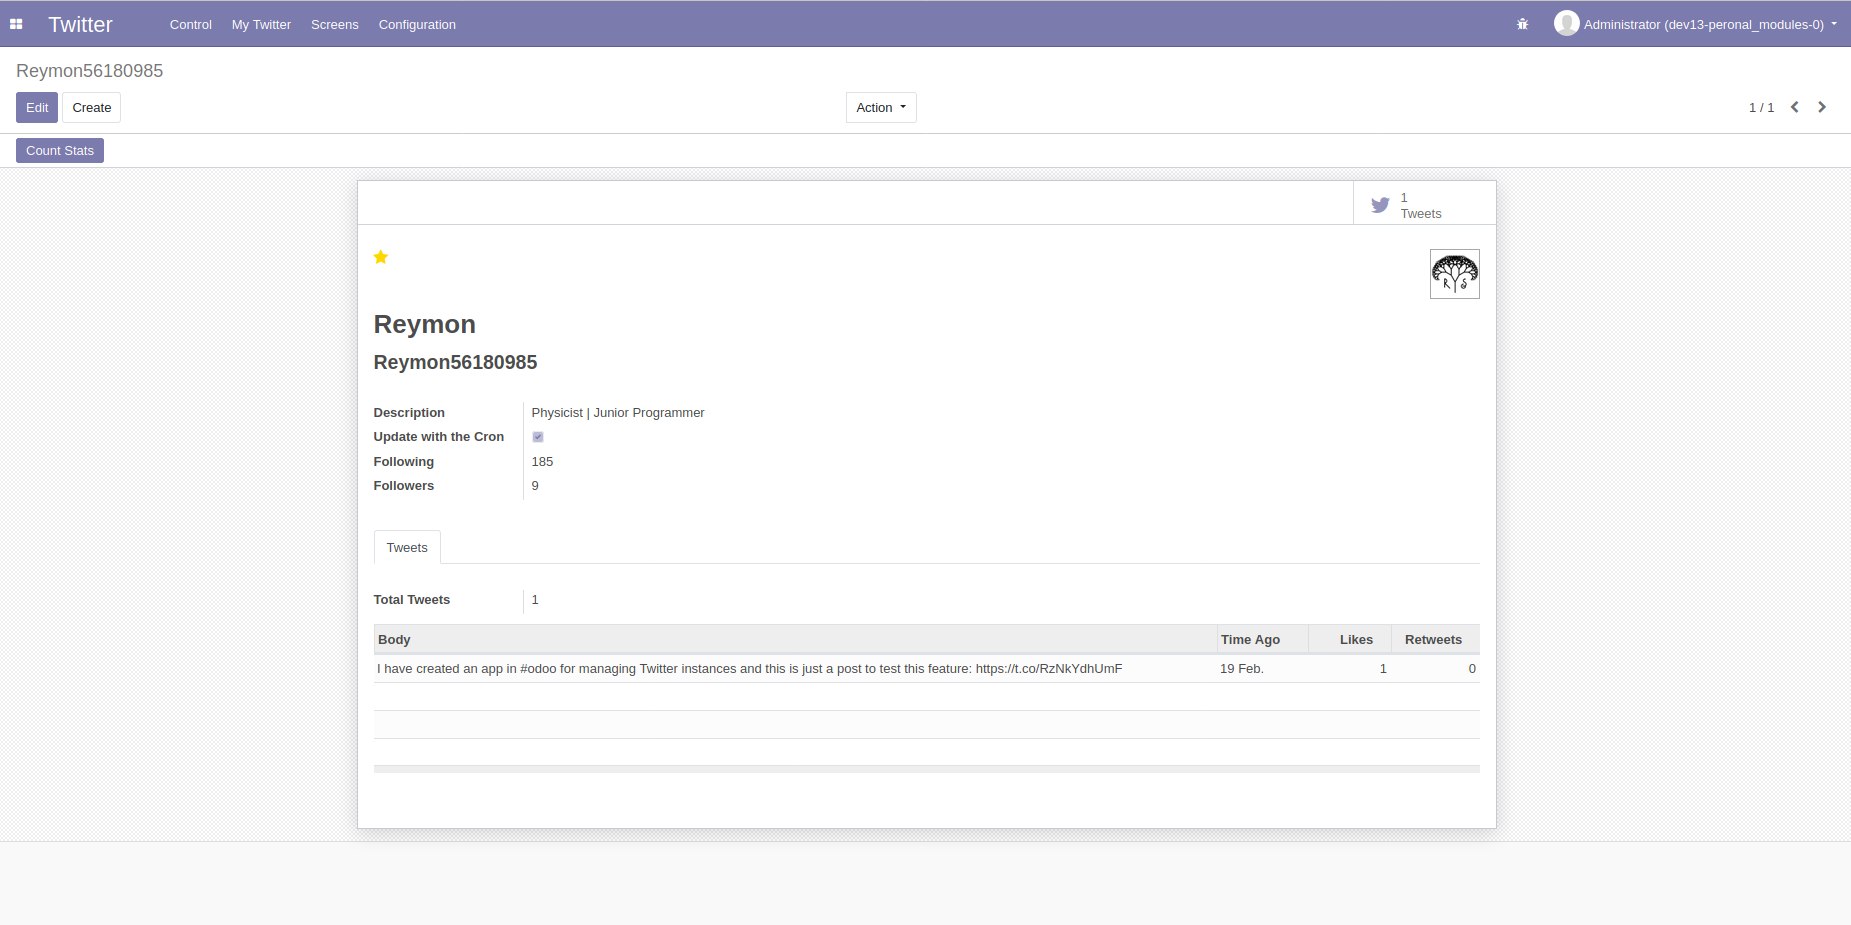 Twitter Control My Twitter Screens Configuration Administrator (dev13-peronal_modules-0)
Reymon56180985
Edit Create Action 1 / 1
Count Stats
1
Tweets
R S
Reymon
Reymon56180985
Description Physicist | Junior Programmer
Update with the Cron
Following 185
Followers 9
Tweets
Total Tweets 1
Body Time Ago Likes Retweets
I have created an app in #odoo for managing Twitter instances and this is just a post to test this feature: https://t.co/RzNkYdhUmF 19 Feb. 1 0